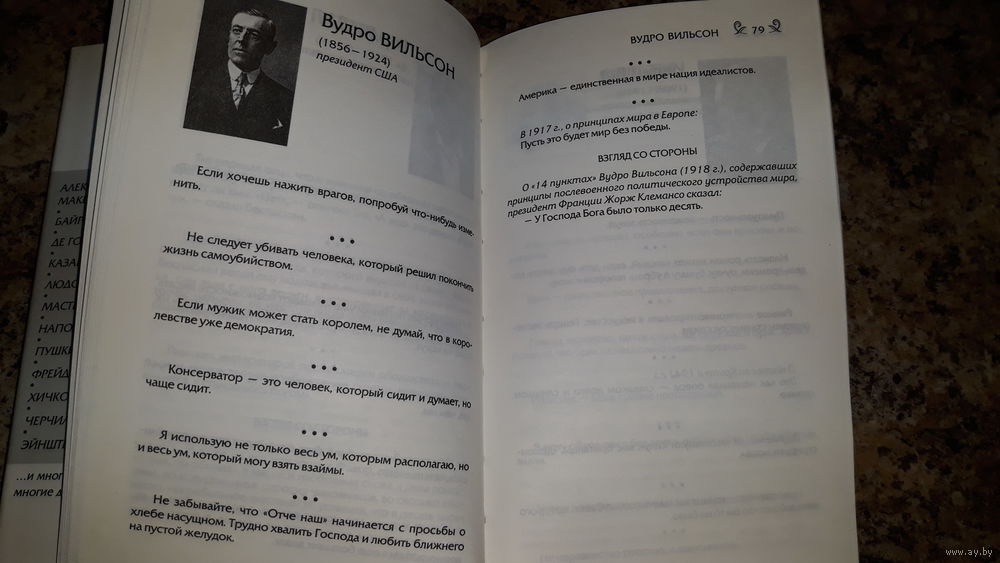 Вудро ВИЛЬСОН
(1856—1924)
президент США
Если хочешь нажить врагов, попробуй что-нибудь изме-
нить.
• • •
Не следует убивать человека, который решил покончить
жизнь самоубийством.
• • •
Если мужик может стать королем, не думай, что в коро-
левстве уже демократия.
• • •
Консерватор — это человек, который сидит и думает, но
чаще сидит.
• • •
Я использую не только весь ум, которым располагаю, но
и весь ум, который могу взять взаймы.
• • •
Не забывайте, что «Отче наш» начинается с просьбы о
хлебе насущном. Трудно хвалить Господа и любить ближнего
на пустой желудок.
ВУДРО ВИЛЬСОН 79
• • •
Америка — единственная в мире нация идеалистов.
• • •
В 1917 г., о принципах мира в Европе:
Пусть это будет мир без победы.
ВЗГЛЯД СО СТОРОНЫ
О «14 пунктах» Вудро Вильсона (1918 г.), содержавших
принципы послевоенного политического устройства мира,
президент Франции Жорж Клемансо сказал:
— У Господа Бога было только десять.
АЛЕК
МАК
•
БАЙР
•
ДЕ ГО
•
КАЗА
•
ЛЮДО
•
МАСТ
•
НАПО
•
ПУШК
•
ФРЕЙД
•
ХИЧКО
•
ЧЕРЧИЛ
•
ЭЙНШТ
...и мног
многие д
www.ay.by